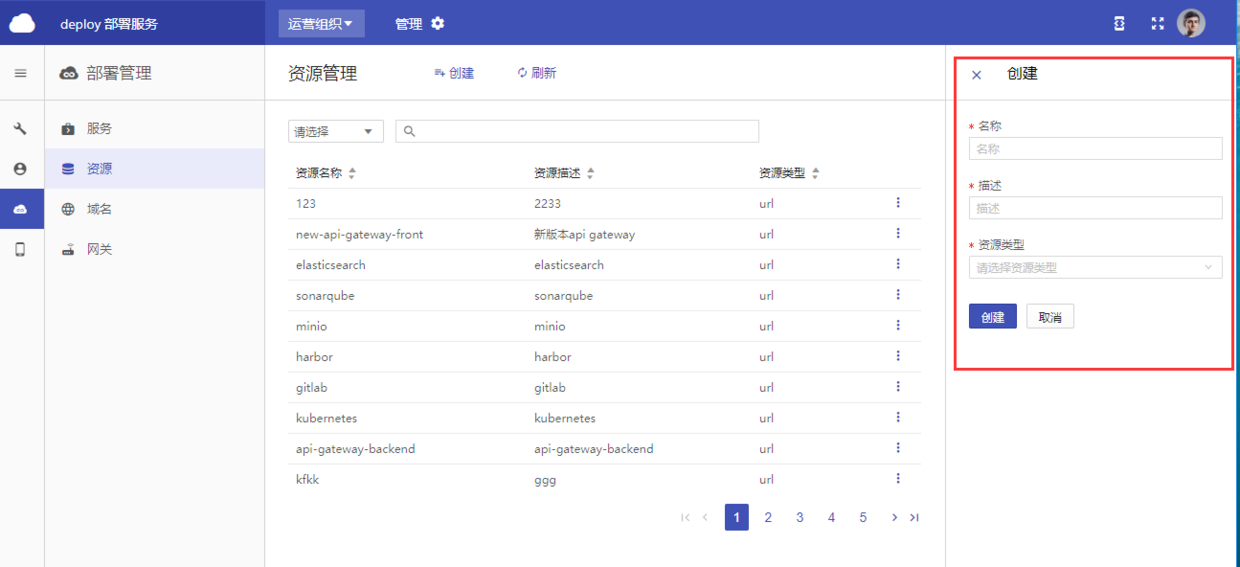 deploy 部署服务
运营组织
管理
部署管理
服务
资源
域名
网关
资源管理
创建
刷新
请选择
资源名称 资源描述 资源类型
123 2233 url
new-api-gateway-front 新版本api gateway url
elasticsearch elasticsearch url
sonarqube sonarqube url
minio minio url
harbor harbor url
gitlab gitlab url
kubernetes kubernetes url
api-gateway-backend api-gateway-backend url
kfkk ggg url
1 2 3 4 5
创建
* 名称
名称
* 描述
描述
* 资源类型
请选择资源类型
创建 取消